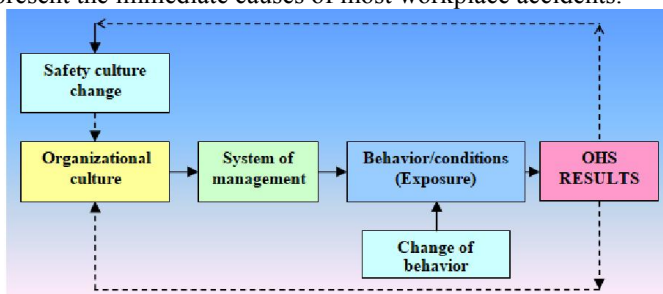 present the immediate causes of most workplace accidents.
Safety culture
change
Organizational
culture
System of
management
Behavior/conditions
(Exposure)
OHS
RESULTS
Change of
behavior